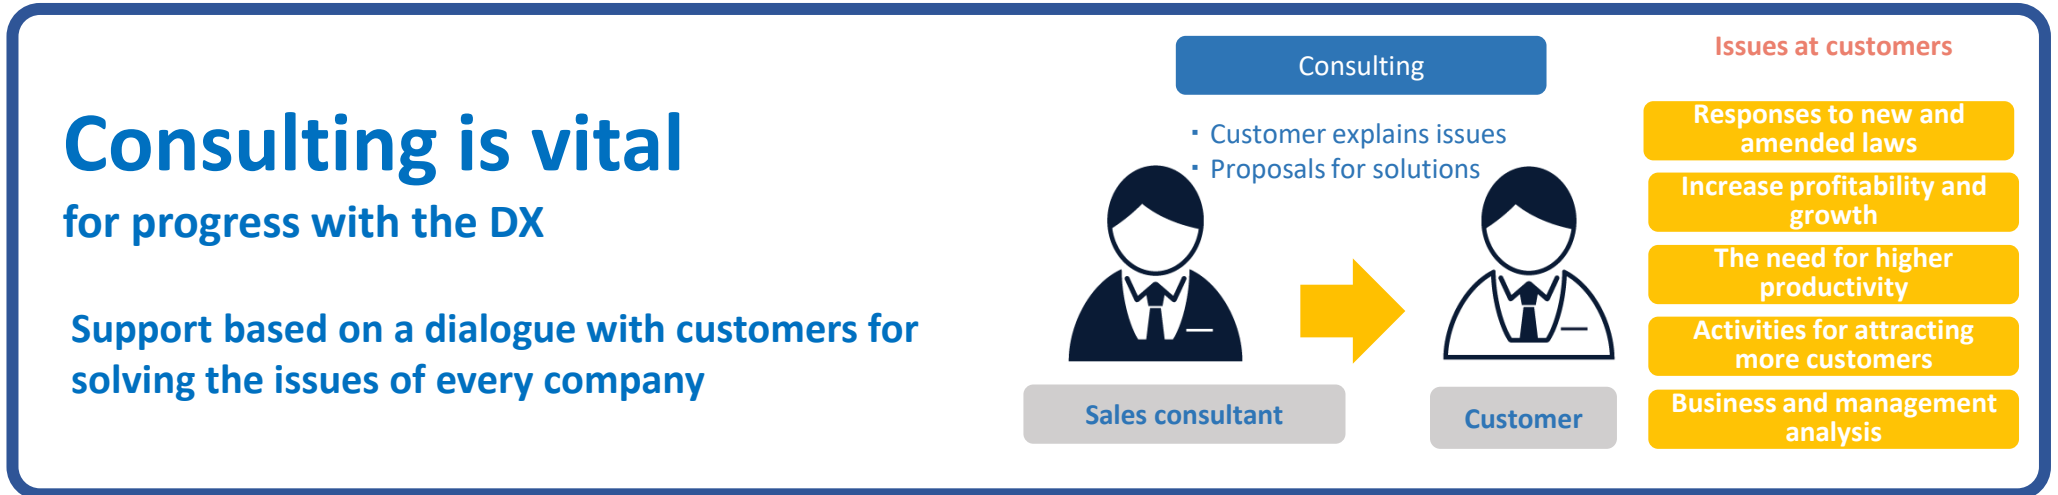 Consulting is vital
for progress with the DX
Support based on a dialogue with customers for
solving the issues of every company
Consulting
・Customer explains issues
・Proposals for solutions
Sales consultant
Customer
Issues at customers
Responses to new and
amended laws
Increase profitability and
growth
The need for higher
productivity
Activities for attracting
more customers
Business and management
analysis